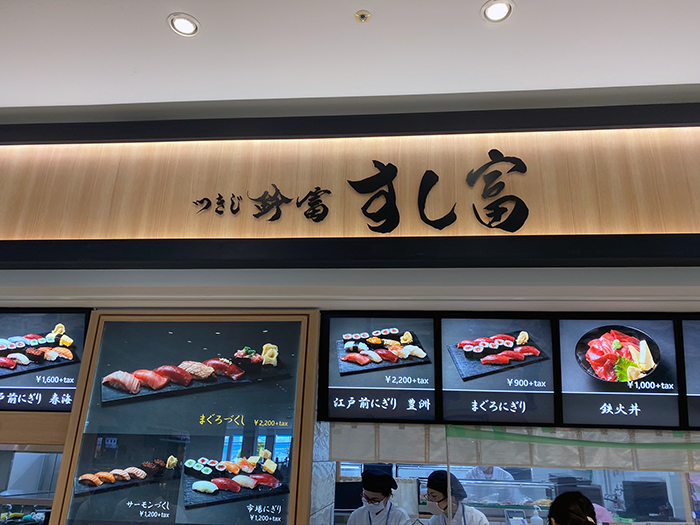 つきじ鈴富 すし富
¥1,600+tax
戸前にぎり 春海
まぐろづくし ¥2,200+tax
サーモンづくし
¥1,200+tax
市場にぎり
¥1,200+tax
¥2,200+tax
江戸前にぎり 豊洲
¥900+tax
まぐろにぎり
¥1,000+tax
鉄火丼